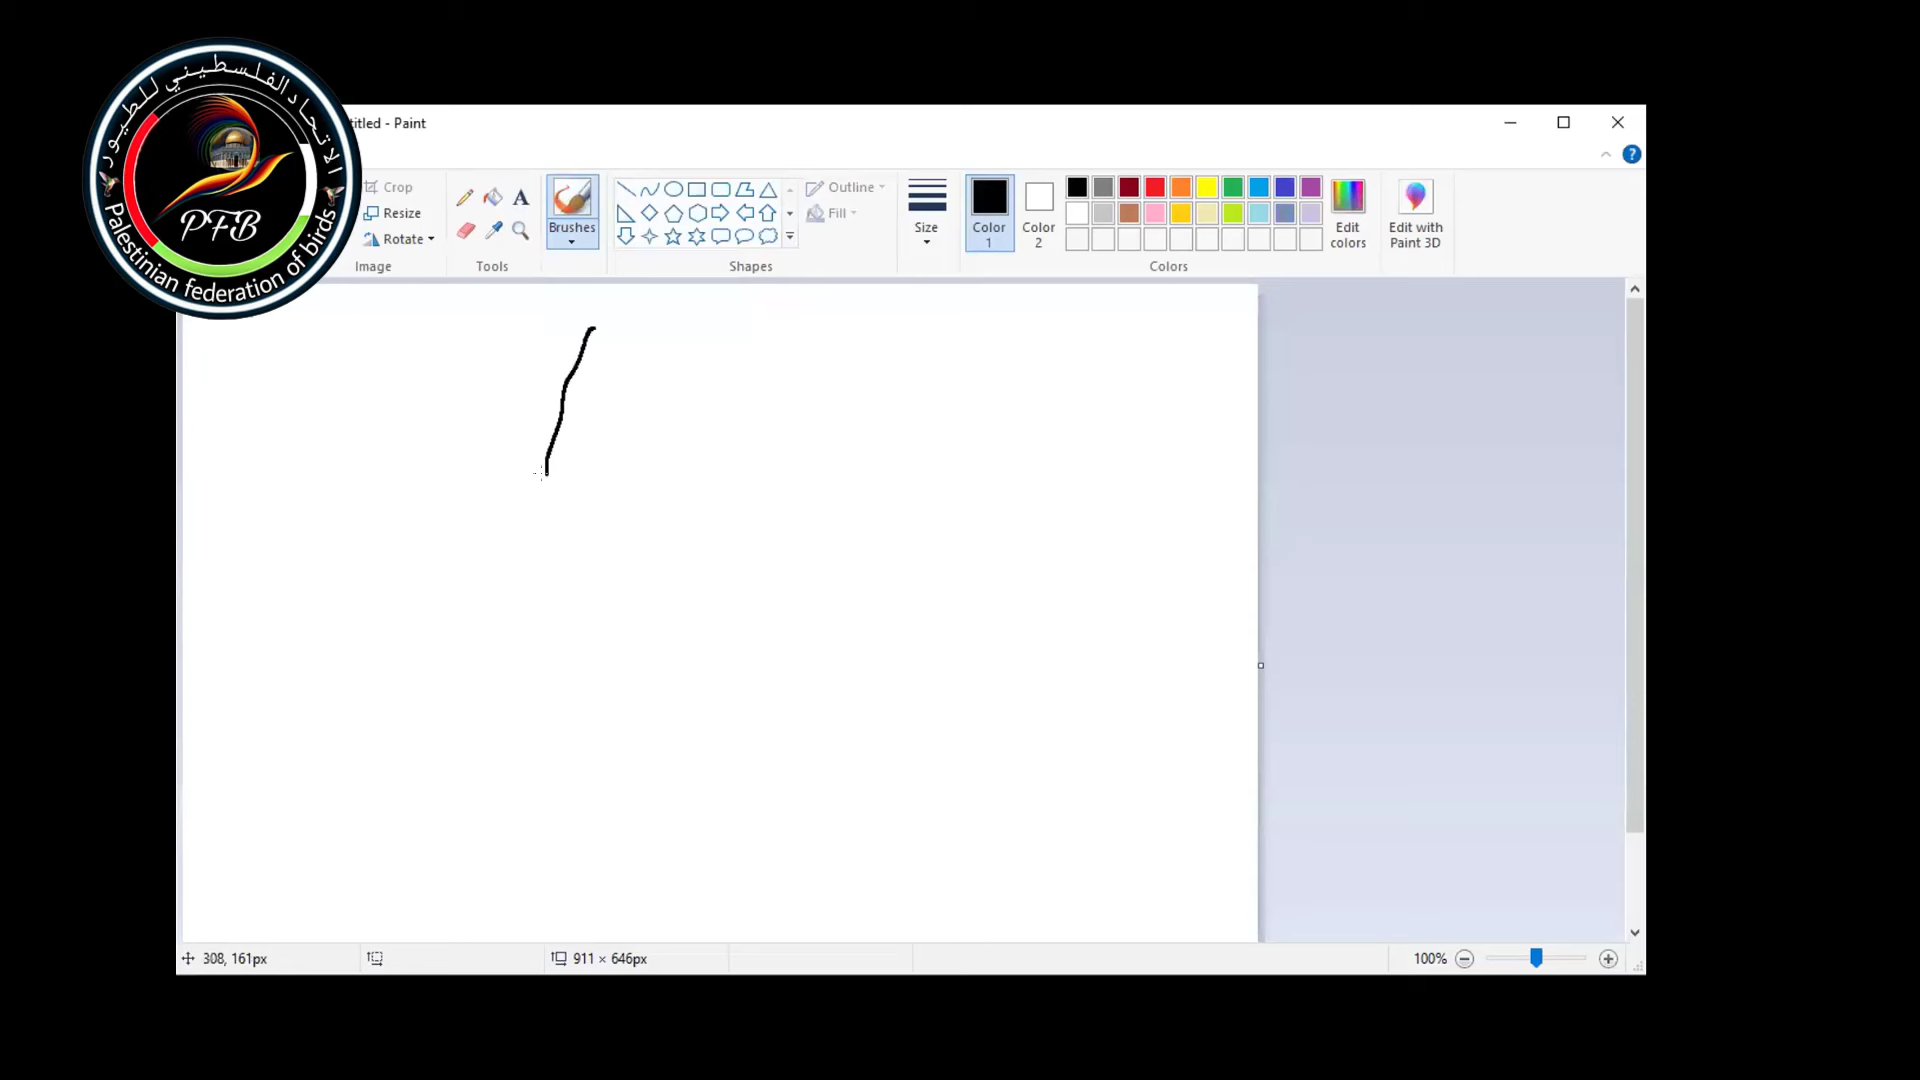 الاتحاد الفلسطيني للطيور
PFB
Palestinian federation of birds
titled - Paint
Crop
Resize
Rotate
Image
Tools
Brushes
Shapes
Outline
Fill
Size
Color 1
Color 2
Edit colors
Colors
Edit with Paint 3D
308, 161px
911 × 646px
100%